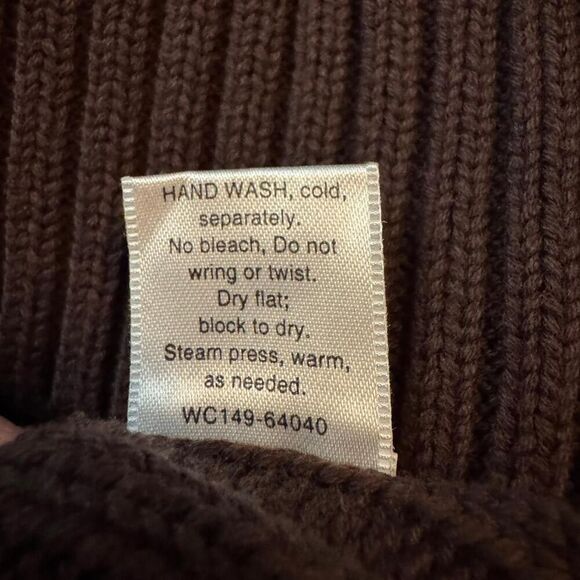 HAND WASH, cold,
separately.
No bleach, Do not
wring or twist.
Dry flat;
block to dry.
Steam press, warm,
as needed.
WC149-64040